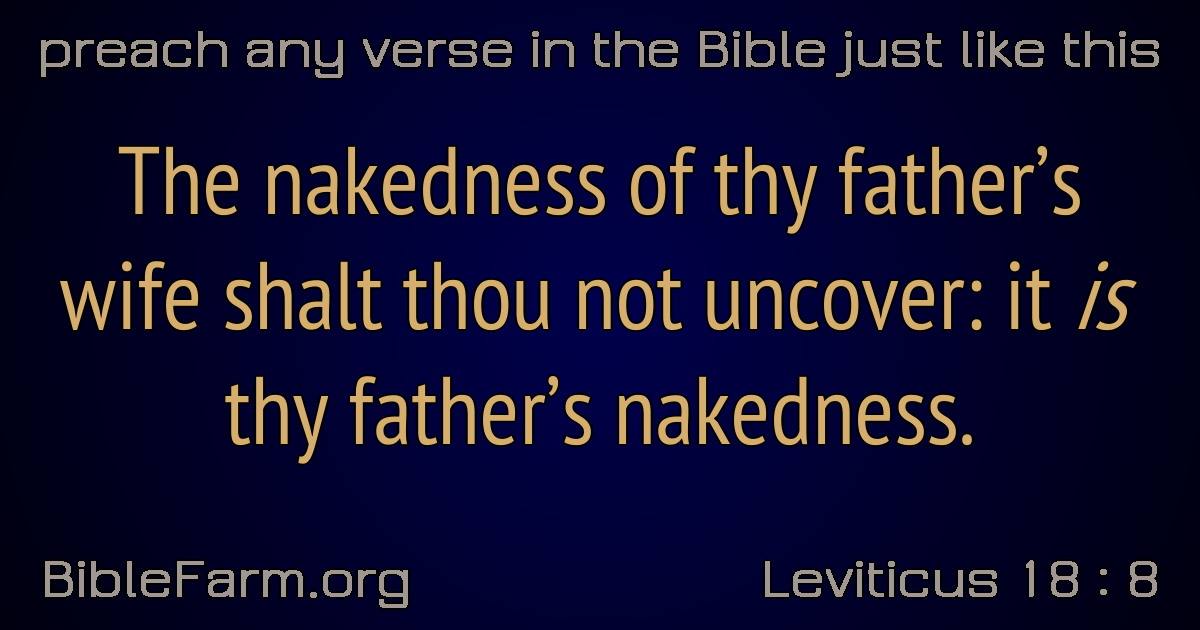 preach any verse in the Bible just like this
The nakedness of thy father’s
wife shalt thou not uncover: it is
thy father’s nakedness.
BibleFarm.org
Leviticus 18 : 8